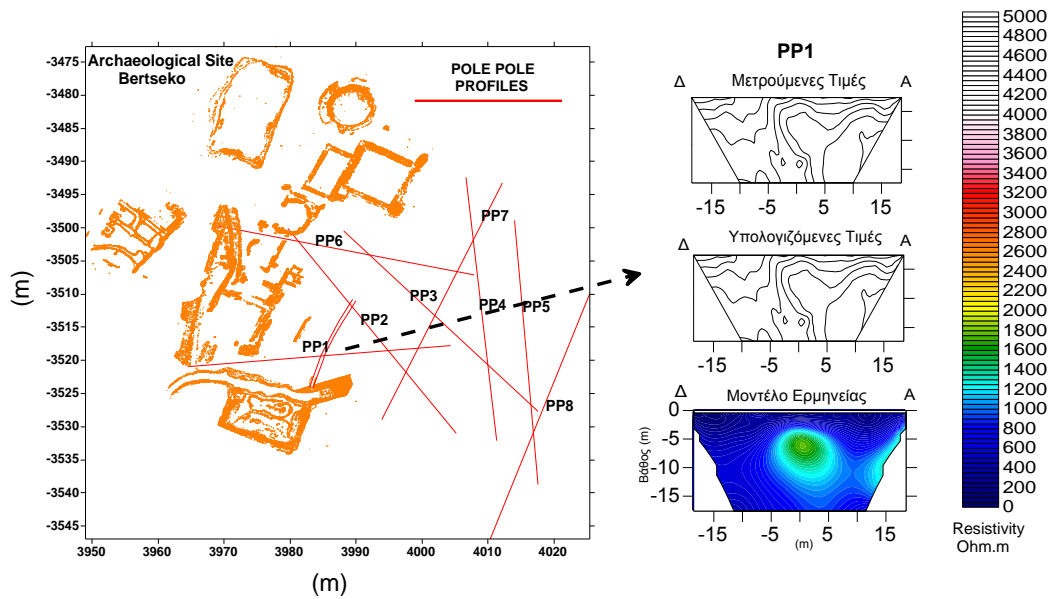 Archaeological Site
Bertseko
POLE POLE
PROFILES
-3475
-3480
-3485
-3490
-3495
-3500
-3505
-3510
-3515
-3520
-3525
-3530
-3535
-3540
-3545
(m)
PP7
PP6
PP3
PP4
PP5
PP2
PP1
PP8
3950 3960 3970 3980 3990 4000 4010 4020
(m)
PP1
Δ Μετρούμενες Τιμές Α
-15 -5 5 15
Δ Υπολογιζόμενες Τιμές Α
-15 -5 5 15
Δ Μοντέλο Ερμηνείας Α
0
-5
-10
-15
Βάθος (m)
-15 -5 5 15
(m)
5000
4800
4600
4400
4200
4000
3800
3600
3400
3200
3000
2800
2600
2400
2200
2000
1800
1600
1400
1200
1000
800
600
400
200
0
Resistivity
Ohm.m